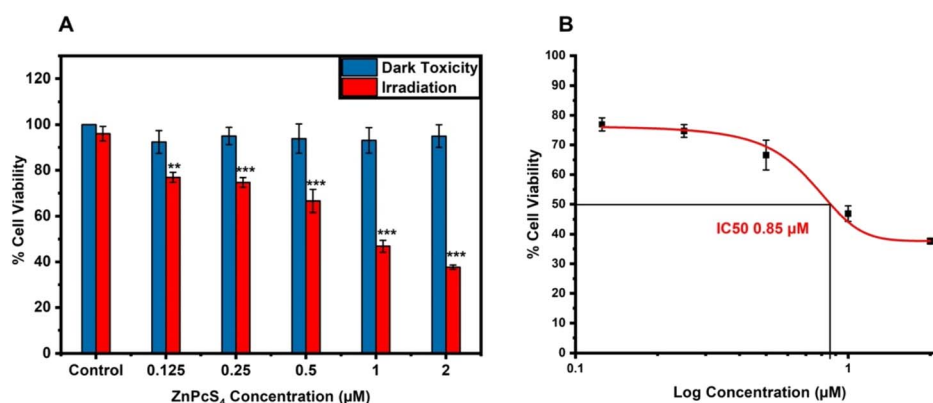 A
B
Dark Toxicity
Irradiation
% Cell Viability
120
100
80
60
40
20
0
**
***
***
***
***
Control 0.125 0.25 0.5 1 2
ZnPcS4 Concentration (µM)
% Cell Viability
100
90
80
70
60
50
40
30
20
10
0
IC50 0.85 µM
0.1 1
Log Concentration (µM)